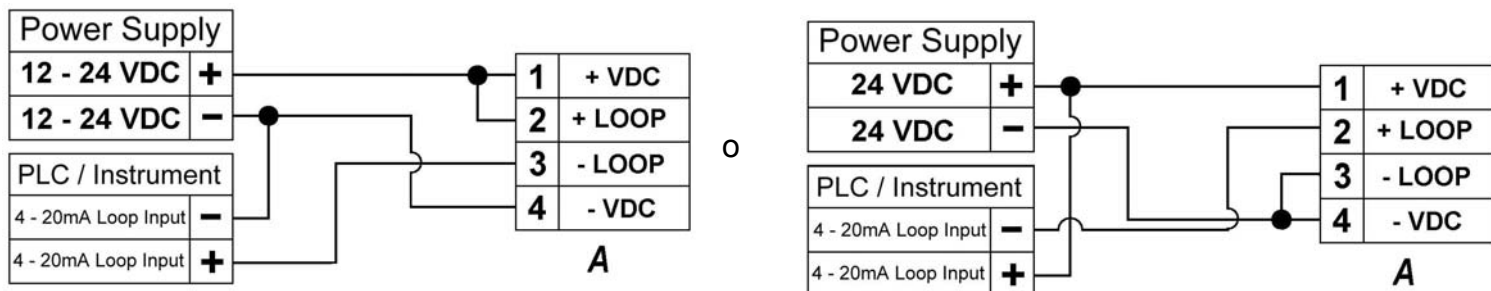 Power Supply
12 - 24 VDC +
12 - 24 VDC −
PLC / Instrument
4 - 20mA Loop Input −
4 - 20mA Loop Input +
1 + VDC
2 + LOOP
3 - LOOP
4 - VDC
A
o
Power Supply
24 VDC +
24 VDC −
PLC / Instrument
4 - 20mA Loop Input −
4 - 20mA Loop Input +
1 + VDC
2 + LOOP
3 - LOOP
4 - VDC
A